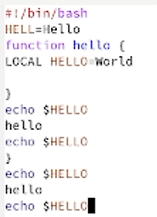 #!/bin/bash
HELL=Hello
function hello {
LOCAL HELLO=World
}
echo $HELLO
hello
echo $HELLO
}
echo $HELLO
hello
echo $HELLO